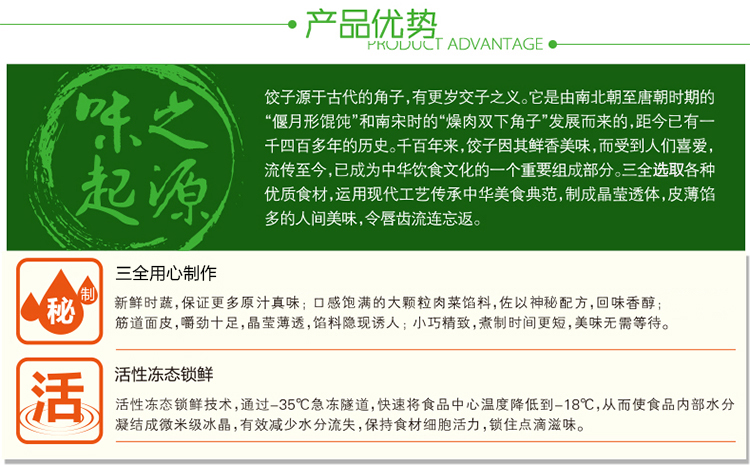 产品优势
PRODUCT ADVANTAGE
味之起源
饺子源于古代的角子,有更岁交子之义。它是由南北朝至唐朝时期的
“偃月形馄饨”和南宋时的“燥肉双下角子”发展而来的,距今已有一
千四百多年的历史。千百年来,饺子因其鲜香美味,而受到人们喜爱,
流传至今,已成为中华饮食文化的一个重要组成部分。三全选取各种
优质食材,运用现代工艺传承中华美食典范,制成晶莹透体,皮薄馅
多的人间美味,令唇齿流连忘返。
秘制
三全用心制作
新鲜时蔬,保证更多原汁真味; 口感饱满的大颗粒肉菜馅料,佐以神秘配方,回味香醇;
筋道面皮,嚼劲十足,晶莹薄透,馅料隐现诱人; 小巧精致,煮制时间更短,美味无需等待。
活
活性冻态锁鲜
活性冻态锁鲜技术,通过-35℃急冻隧道,快速将食品中心温度降低到-18℃,从而使食品内部水分
凝结成微米级冰晶,有效减少水分流失,保持食材细胞活力,锁住点滴滋味。